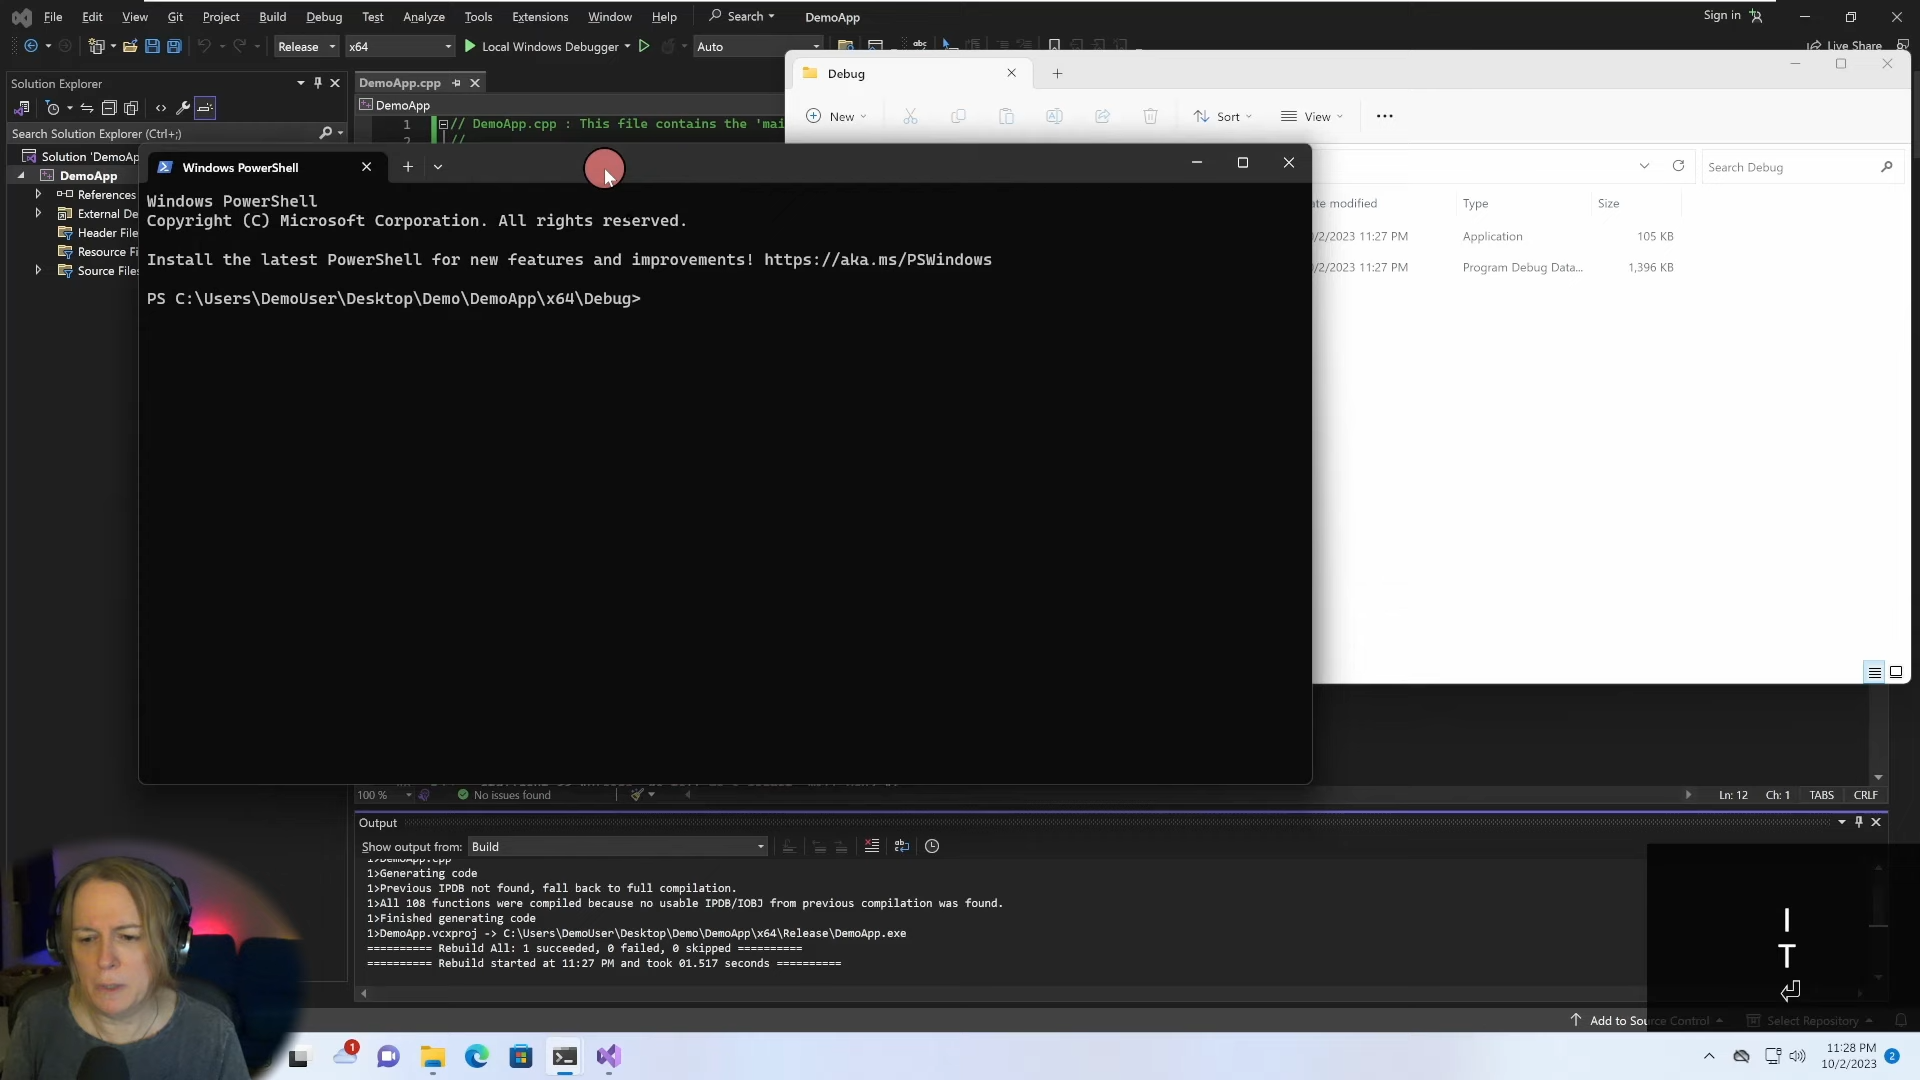 File Edit View Git Project Build Debug Test Analyze Tools Extensions Window Help Search DemoApp Sign in
Release x64 Local Windows Debugger Auto Live Share
Solution Explorer
DemoApp.cpp
Debug
DemoApp
New Sort View
Search Solution Explorer (Ctrl+;)
1 // DemoApp.cpp : This file contains the 'mai
2 //
Solution 'DemoAp
DemoApp
References
External De
Header File
Resource Fi
Source Files
Windows PowerShell
Search Debug
Windows PowerShell
Copyright (C) Microsoft Corporation. All rights reserved.
Install the latest PowerShell for new features and improvements! https://aka.ms/PSWindows
PS C:\Users\DemoUser\Desktop\Demo\DemoApp\x64\Debug>
ate modified Type Size
/2/2023 11:27 PM Application 105 KB
/2/2023 11:27 PM Program Debug Data... 1,396 KB
100 % No issues found Ln: 12 Ch: 1 TABS CRLF
Output
Show output from: Build
1>DemoApp.cpp
1>Generating code
1>Previous IPDB not found, fall back to full compilation.
1>All 108 functions were compiled because no usable IPDB/IOBJ from previous compilation was found.
1>Finished generating code
1>DemoApp.vcxproj -> C:\Users\DemoUser\Desktop\Demo\DemoApp\x64\Release\DemoApp.exe
========== Rebuild All: 1 succeeded, 0 failed, 0 skipped ==========
========== Rebuild started at 11:27 PM and took 01.517 seconds ==========
I
T
Add to Source Control Select Repository
1
11:28 PM
10/2/2023
2